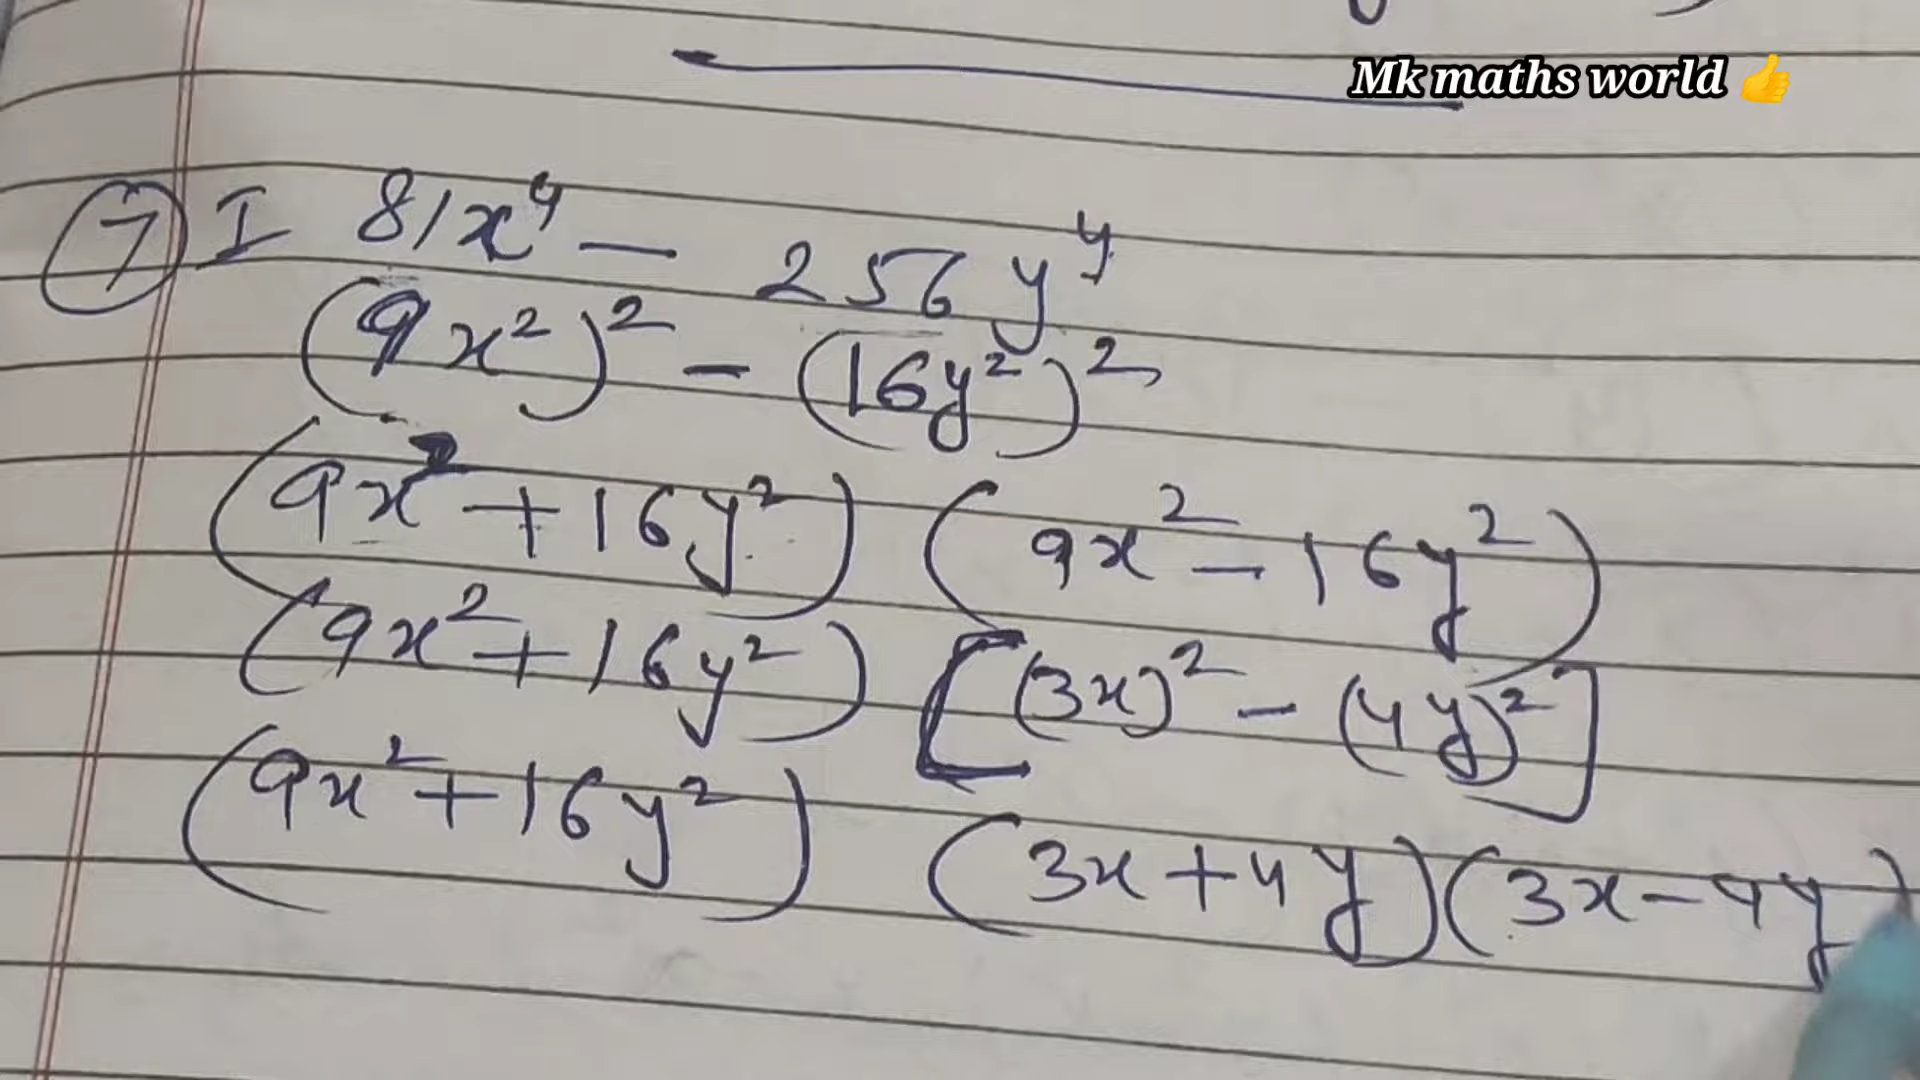 Mk maths world 👍
⑦ I 81x⁴ — 256y⁴
(9x²)² - (16y²)²
(9x² + 16y²) (9x² - 16y²)
(9x² + 16y²) [(3x)² - (4y)²]
(9x² + 16y²) (3x + 4y)(3x - 4y)